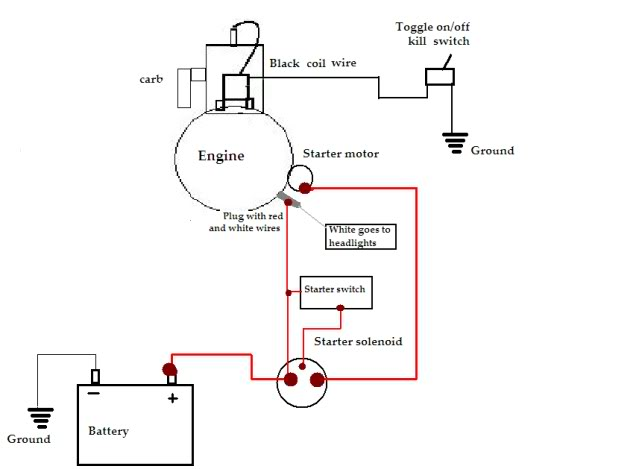 Toggle on/off
kill switch
Black coil wire
carb
Ground
Engine
Starter motor
Plug with red
and white wires
White goes to
headlights
Starter switch
Starter solenoid
Ground
Battery
− +